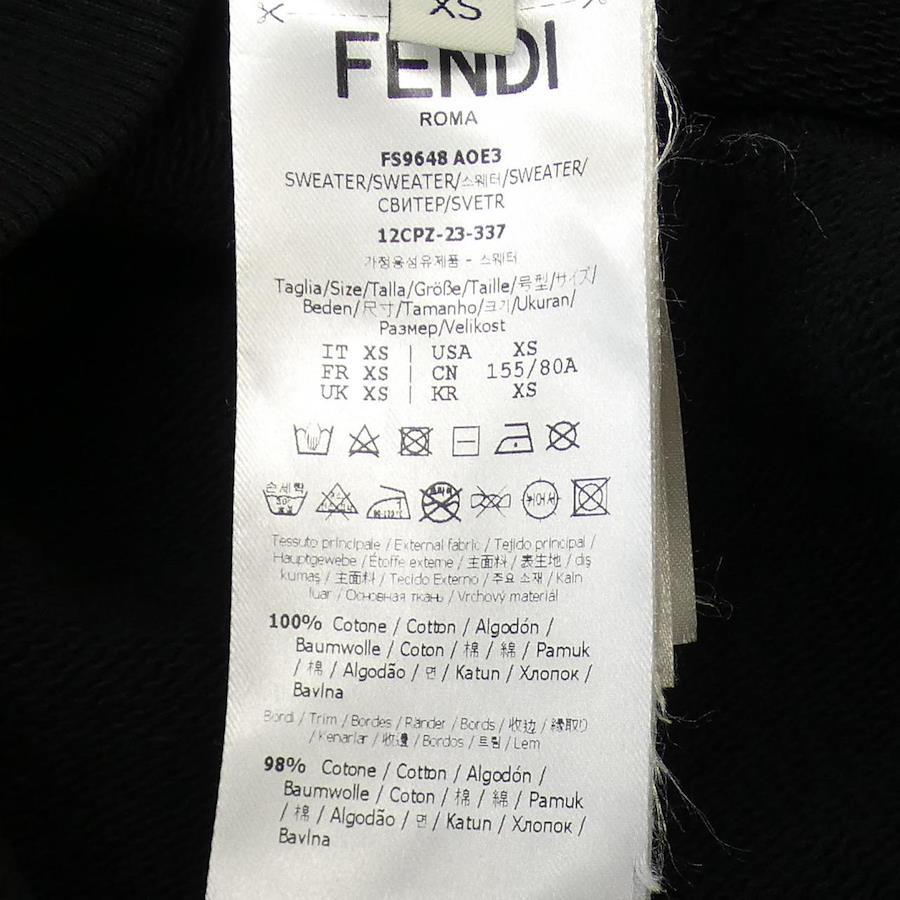 XS
FENDI
ROMA
FS9648 AOE3
SWEATER/SWEATER/스웨터/SWEATER/
СВИТЕР/SVETR
12CPZ-23-337
가정용섬유제품 - 스웨터
Taglia/Size/Talla/Größe/Taille/号型/サイズ/
Beden/尺寸/Tamanho/크기/Ukuran/
Размер/Velikost
IT XS | USA XS
FR XS | CN 155/80A
UK XS | KR XS
손세탁
Tessuto principale / External fabric / Tejido principal /
Hauptgewebe / Étoffe externe / 主面料 / 表生地 / dış
kumaş / 主面料 / Tecido Externo / 주요 소재 / Kain
luar / Основная ткань / Vrchový materiál
100% Cotone / Cotton / Algodón /
Baumwolle / Coton / 棉 / 綿 / Pamuk
/ 棉 / Algodão / 면 / Katun / Хлопок /
Bavlna
Bordi / Trim / Bordes / Ränder / Bords / 收边 / 縁取り
/ Kenarlar / 收邊 / Bordos / 트림 / Lem
98% Cotone / Cotton / Algodón /
Baumwolle / Coton / 棉 / 綿 / Pamuk
/ 棉 / Algodão / 면 / Katun / Хлопок /
Bavlna